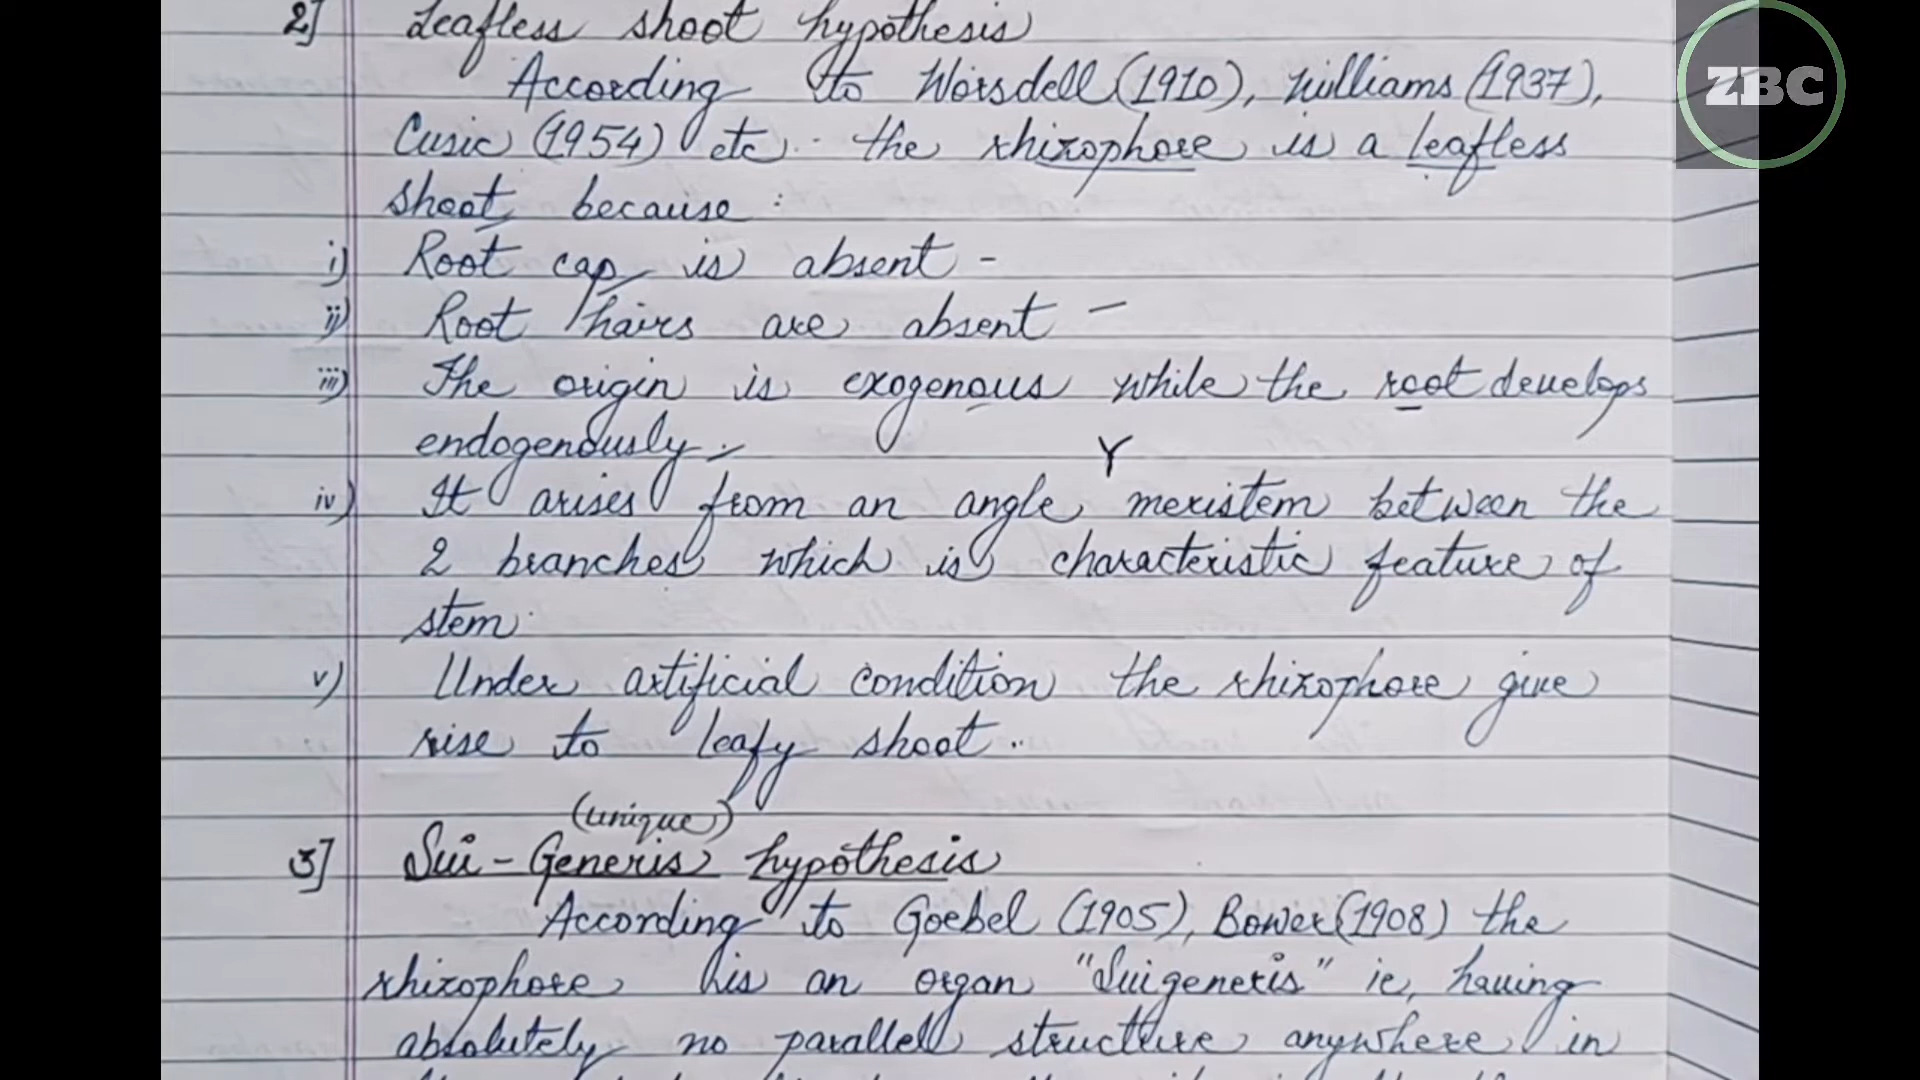 2] Leafless shoot hypothesis
ZBC
According to Worsdell (1910), Williams (1937),
Cusic (1954) etc. the rhizophore is a leafless
shoot because :
i) Root cap is absent -
ii) Root hairs are absent -
iii) The origin is exogenous while the root develops
endogenously.
Y
iv) It arises from an angle meristem between the
2 branches which is characteristic feature of
stem.
v) Under artificial condition the rhizophore give
rise to leafy shoot.
(unique)
3] Sui-Generis hypothesis
According to Goebel (1905), Bower (1908) the
rhizophore is an organ "Sui generis" ie, having
absolutely no parallel structure anywhere in